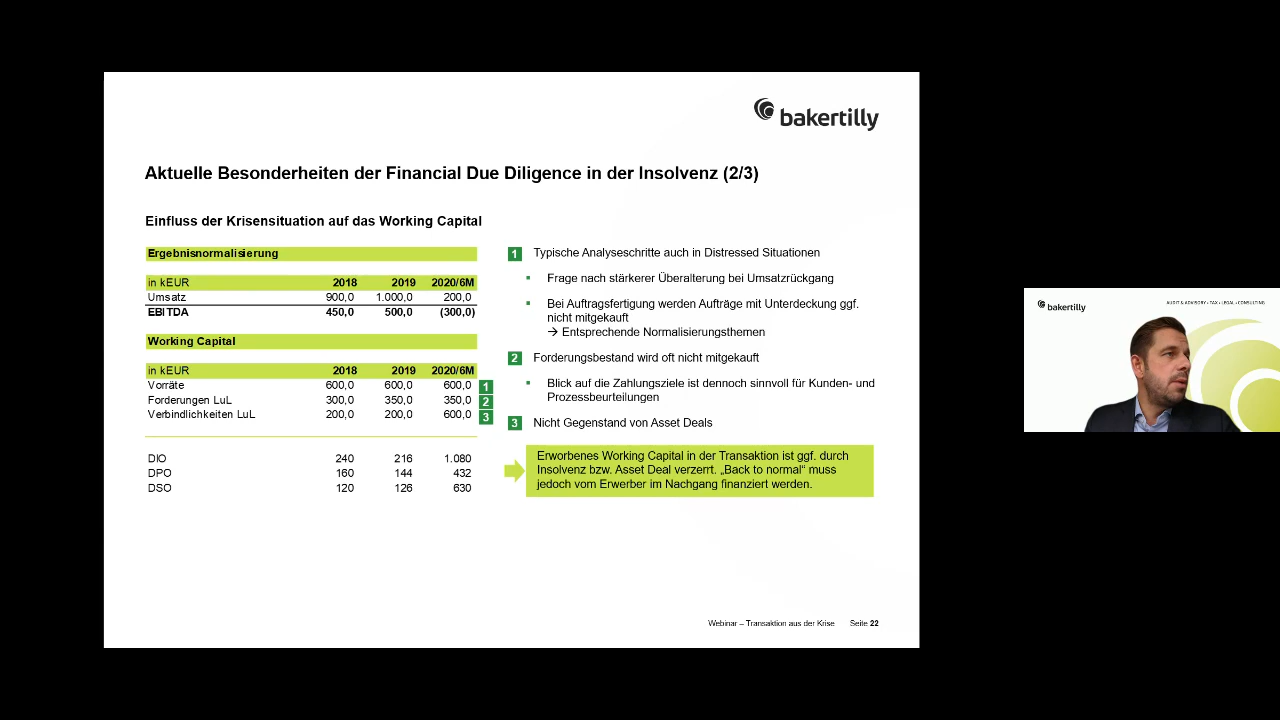 bakertilly
Aktuelle Besonderheiten der Financial Due Diligence in der Insolvenz (2/3)
Einfluss der Krisensituation auf das Working Capital
Ergebnisnormalisierung
in kEUR 2018 2019 2020/6M
Umsatz 900,0 1.000,0 200,0
EBITDA 450,0 500,0 (300,0)
Working Capital
in kEUR 2018 2019 2020/6M
Vorräte 600,0 600,0 600,0 1
Forderungen LuL 300,0 350,0 350,0 2
Verbindlichkeiten LuL 200,0 200,0 600,0 3
DIO 240 216 1.080
DPO 160 144 432
DSO 120 126 630
1 Typische Analyseschritte auch in Distressed Situationen
▪ Frage nach stärkerer Überalterung bei Umsatzrückgang
▪ Bei Auftragsfertigung werden Aufträge mit Unterdeckung ggf.
nicht mitgekauft
→ Entsprechende Normalisierungsthemen
2 Forderungsbestand wird oft nicht mitgekauft
▪ Blick auf die Zahlungsziele ist dennoch sinnvoll für Kunden- und
Prozessbeurteilungen
3 Nicht Gegenstand von Asset Deals
Erworbenes Working Capital in der Transaktion ist ggf. durch
Insolvenz bzw. Asset Deal verzerrt. „Back to normal“ muss
jedoch vom Erwerber im Nachgang finanziert werden.
Webinar – Transaktion aus der Krise Seite 22
bakertilly
AUDIT & ADVISORY • TAX • LEGAL • CONSULTING